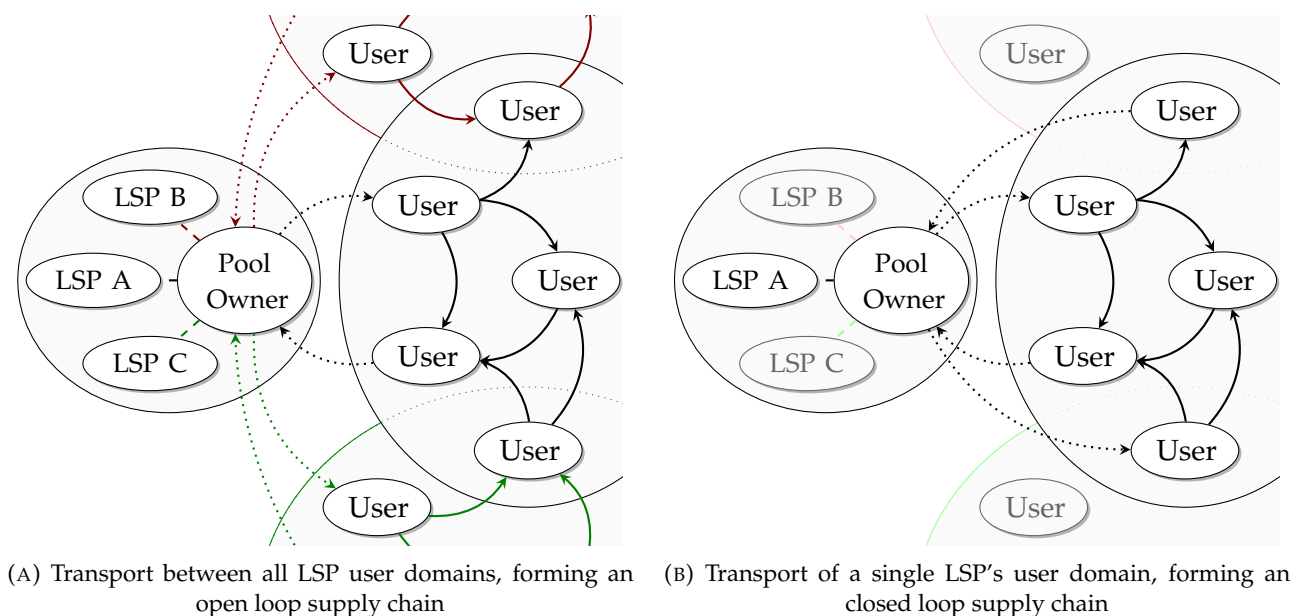 User
User
LSP B
User
LSP A
Pool
Owner
User
LSP C
User
User
User
(A) Transport between all LSP user domains, forming an
open loop supply chain
User
User
LSP B
User
LSP A
Pool
Owner
User
LSP C
User
User
User
(B) Transport of a single LSP's user domain, forming an
closed loop supply chain